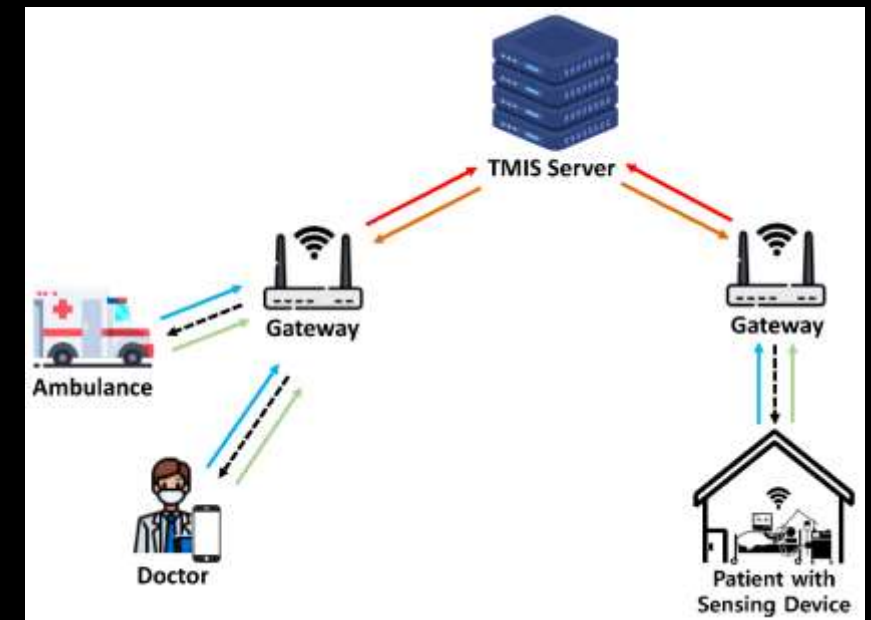 TMIS Server
Gateway
Gateway
Ambulance
Doctor
Patient with
Sensing Device